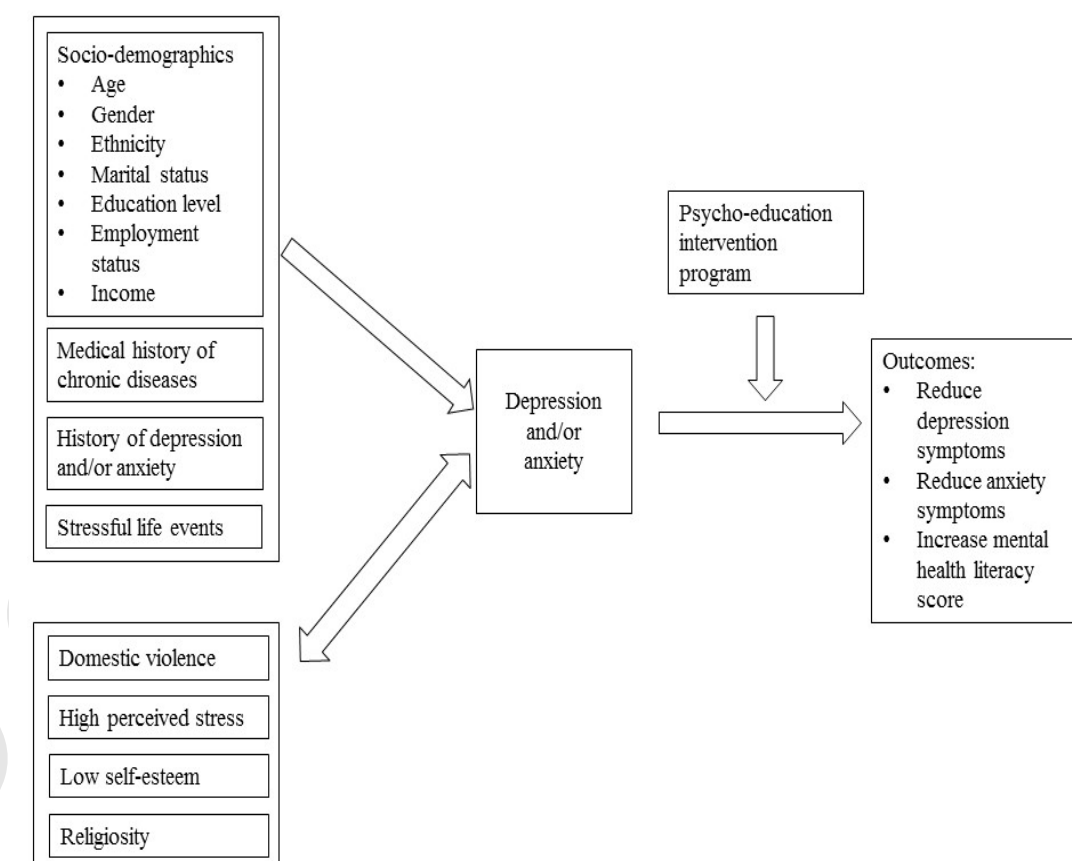 Socio-demographics
• Age
• Gender
• Ethnicity
• Marital status
• Education level
• Employment
status
• Income
Medical history of
chronic diseases
History of depression
and/or anxiety
Stressful life events
Domestic violence
High perceived stress
Low self-esteem
Religiosity
Depression
and/or
anxiety
Psycho-education
intervention
program
Outcomes:
• Reduce
depression
symptoms
• Reduce anxiety
symptoms
• Increase mental
health literacy
score